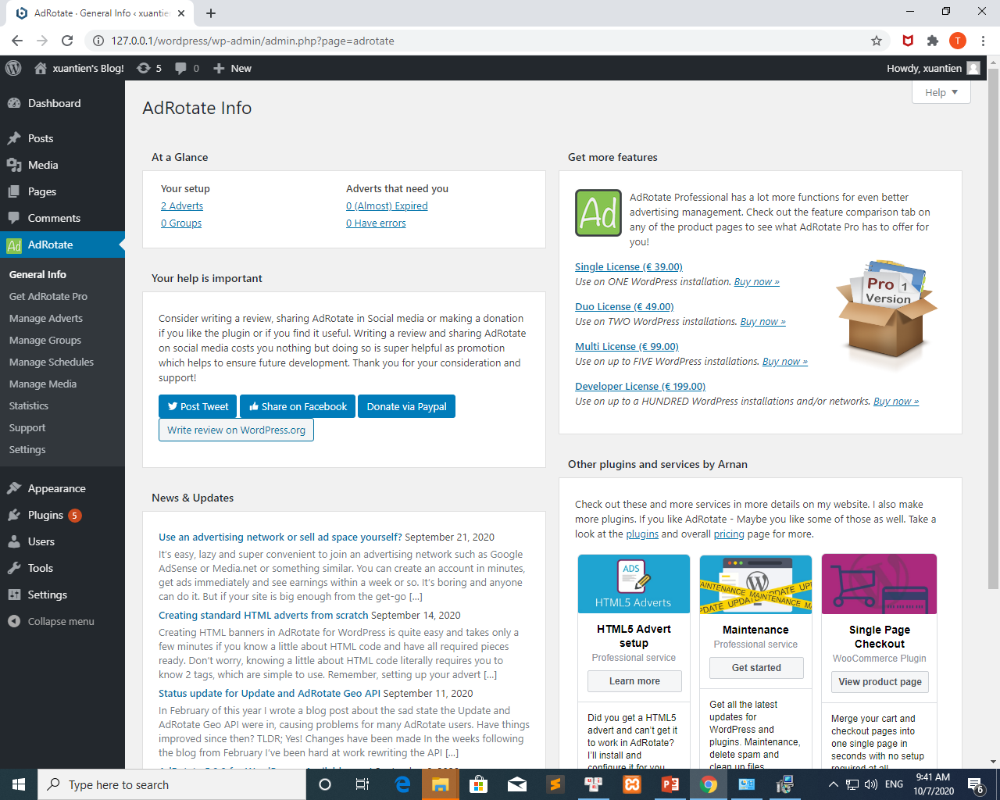 AdRotate - General Info ‹ xuantien
127.0.0.1/wordpress/wp-admin/admin.php?page=adrotate
T
xuantien's Blog!
5
0
New
Howdy, xuantien
Help
Dashboard
Posts
Media
Pages
Comments
AdRotate
General Info
Get AdRotate Pro
Manage Adverts
Manage Groups
Manage Schedules
Manage Media
Statistics
Support
Settings
Appearance
Plugins 5
Users
Tools
Settings
Collapse menu
AdRotate Info
At a Glance
Your setup
2 Adverts
0 Groups
Adverts that need you
0 (Almost) Expired
0 Have errors
Your help is important
Consider writing a review, sharing AdRotate in Social media or making a donation
if you like the plugin or if you find it useful. Writing a review and sharing AdRotate
on social media costs you nothing but doing so is super helpful as promotion
which helps to ensure future development. Thank you for your consideration and
support!
Post Tweet
Share on Facebook
Donate via Paypal
Write review on WordPress.org
News & Updates
Use an advertising network or sell ad space yourself? September 21, 2020
It's easy, lazy and super convenient to join an advertising network such as Google
AdSense or Media.net or something similar. You can create an account in minutes,
get ads immediately and see earnings within a week or so. It's boring and anyone
can do it. But if your site is big enough from the get-go [...]
Creating standard HTML adverts from scratch September 14, 2020
Creating HTML banners in AdRotate for WordPress is quite easy and takes only a
few minutes if you know a little about HTML code and have all required pieces
ready. Don't worry, knowing a little about HTML code literally requires you to
know 2 tags, which are simple to use. Remember, setting up your advert [...]
Status update for Update and AdRotate Geo API September 11, 2020
In February of this year I wrote a blog post about the sad state the Update and
AdRotate Geo API were in, causing problems for many AdRotate users. Have things
improved since then? TLDR; Yes! Changes have been made In the weeks following
the blog from February I've been hard at work rewriting the API [...]
Get more features
Ad
AdRotate Professional has a lot more functions for even better
advertising management. Check out the feature comparison tab on
any of the product pages to see what AdRotate Pro has to offer for
you!
Single License (€ 39.00)
Use on ONE WordPress installation. Buy now »
Duo License (€ 49.00)
Use on TWO WordPress installations. Buy now »
Multi License (€ 99.00)
Use on up to FIVE WordPress installations. Buy now »
Developer License (€ 199.00)
Use on up to a HUNDRED WordPress installations and/or networks. Buy now »
Pro 1
Version
Other plugins and services by Arnan
Check out these and more services in more details on my website. I also make
more plugins. If you like AdRotate - Maybe you like some of those as well. Take a
look at the plugins and overall pricing page for more.
ADS
HTML5 Adverts
HTML5 Advert
setup
Professional service
Learn more
Did you get a HTML5
advert and can't get it
to work in AdRotate?
I'll install and
configure it for you
MAINTENANCE
UPDATE
Maintenance
Professional service
Get started
Get all the latest
updates for
WordPress and
plugins. Maintenance,
delete spam and
clean up files
Single Page
Checkout
WooCommerce Plugin
View product page
Merge your cart and
checkout pages into
one single page in
seconds with no setup
required at all
Type here to search
ENG
9:41 AM
10/7/2020
6